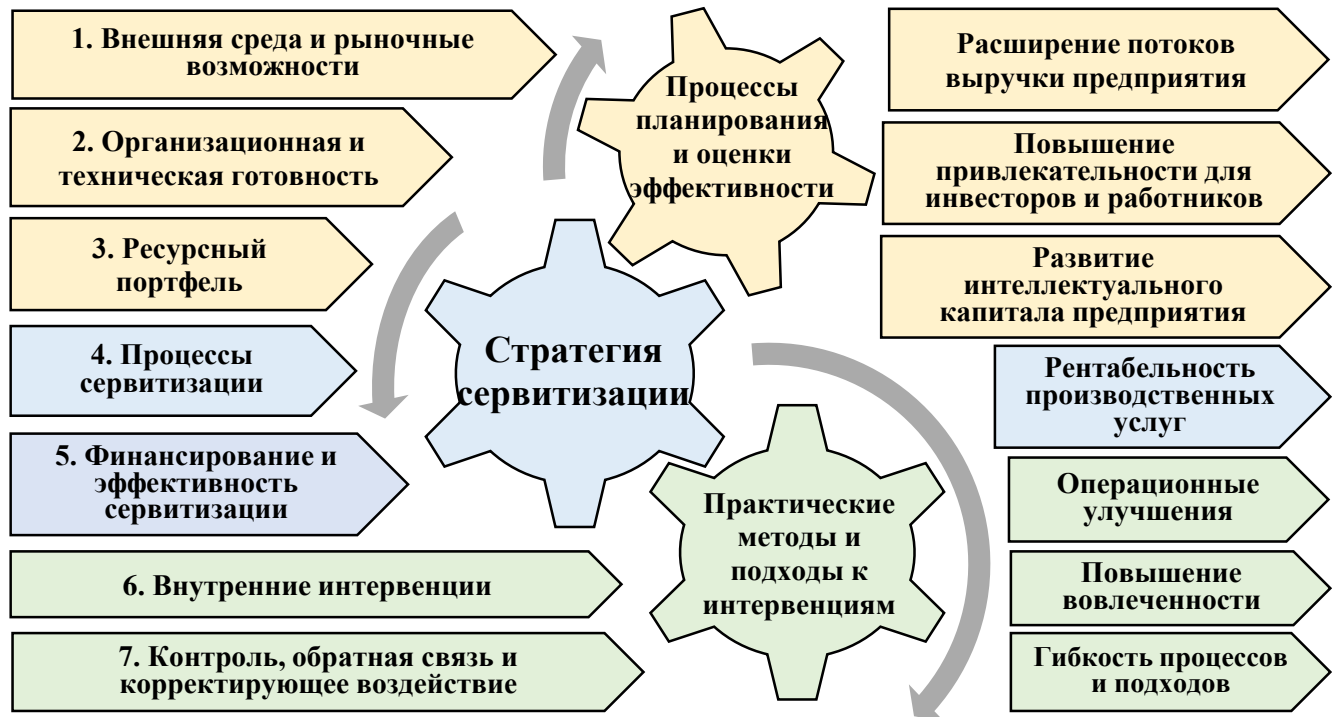 1. Внешняя среда и рыночные
возможности
2. Организационная и
техническая готовность
3. Ресурсный
портфель
4. Процессы
сервитизации
5. Финансирование и
эффективность
сервитизации
6. Внутренние интервенции
7. Контроль, обратная связь и
корректирующее воздействие
Процессы
планирования
и оценки
эффективности
Стратегия
сервитизации
Практические
методы и
подходы к
интервенциям
Расширение потоков
выручки предприятия
Повышение
привлекательности для
инвесторов и работников
Развитие
интеллектуального
капитала предприятия
Рентабельность
производственных
услуг
Операционные
улучшения
Повышение
вовлеченности
Гибкость процессов
и подходов